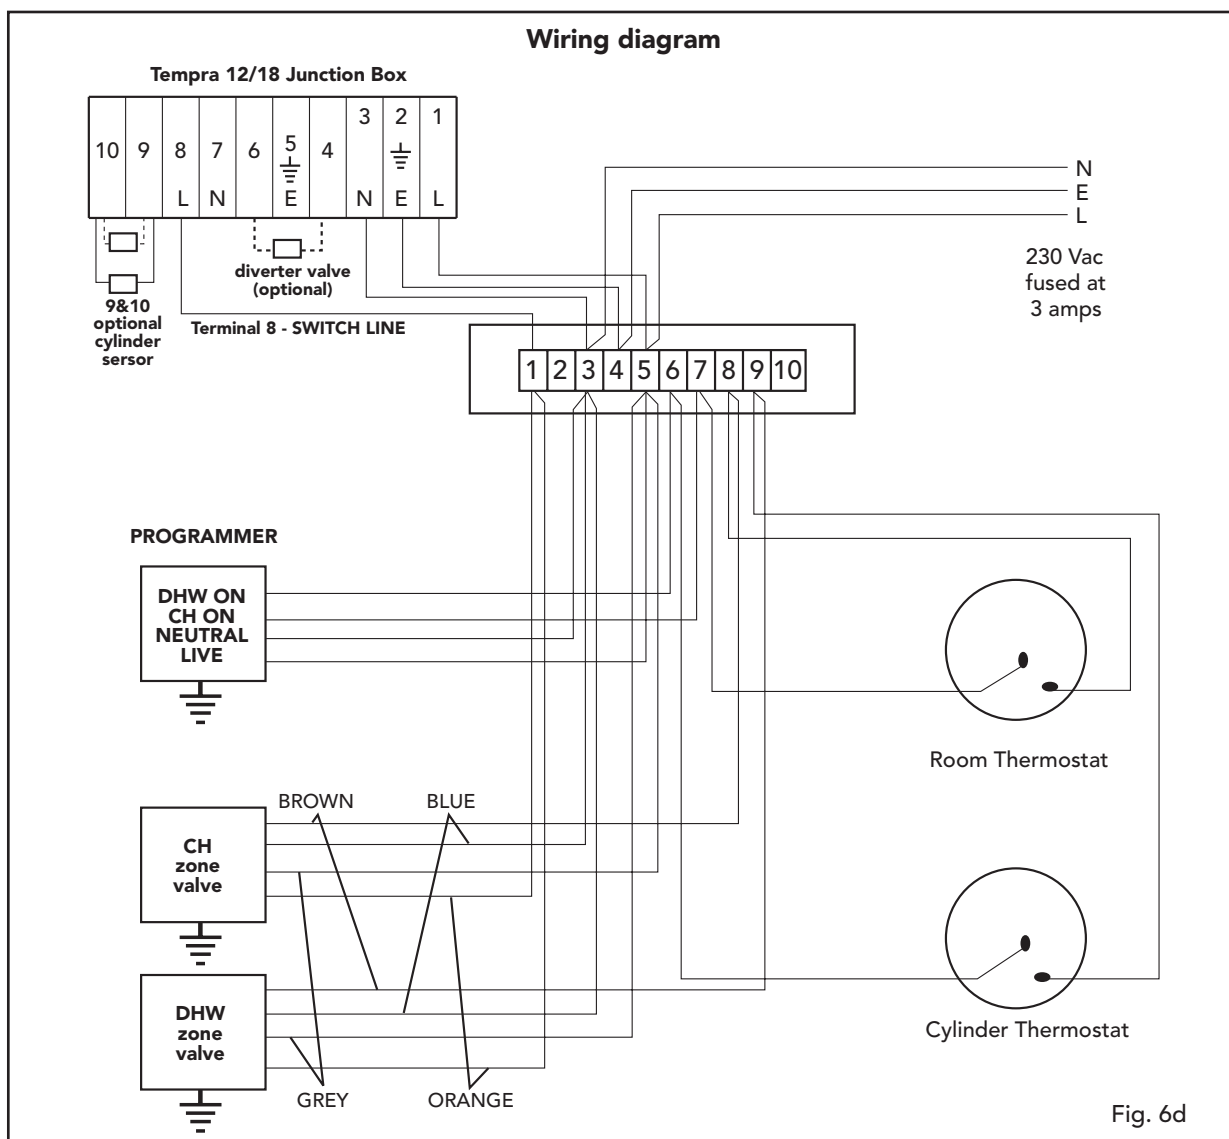 Wiring diagram
Tempra 12/18 Junction Box
10 9 8 7 6 5 4 3 2 1
L N E N E L
diverter valve
(optional)
9&10
optional
cylinder
sersor
Terminal 8 - SWITCH LINE
N
E
L
230 Vac
fused at
3 amps
1 2 3 4 5 6 7 8 9 10
PROGRAMMER
DHW ON
CH ON
NEUTRAL
LIVE
Room Thermostat
BROWN BLUE
CH
zone
valve
DHW
zone
valve
Cylinder Thermostat
GREY ORANGE
Fig. 6d